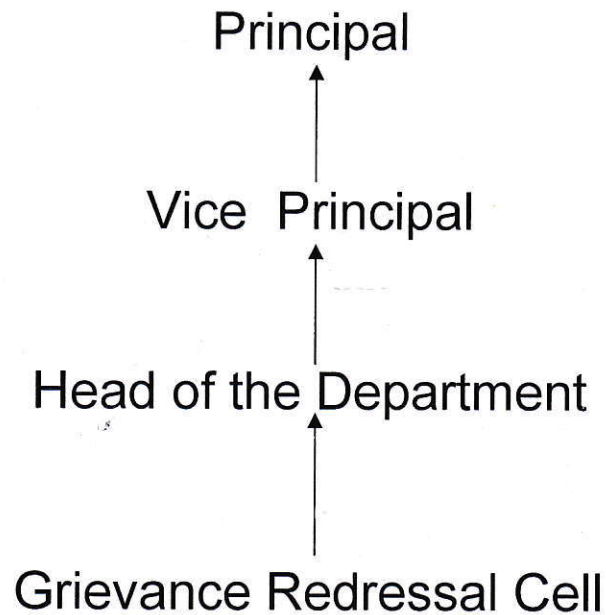 Principal
Vice Principal
Head of the Department
Grievance Redressal Cell